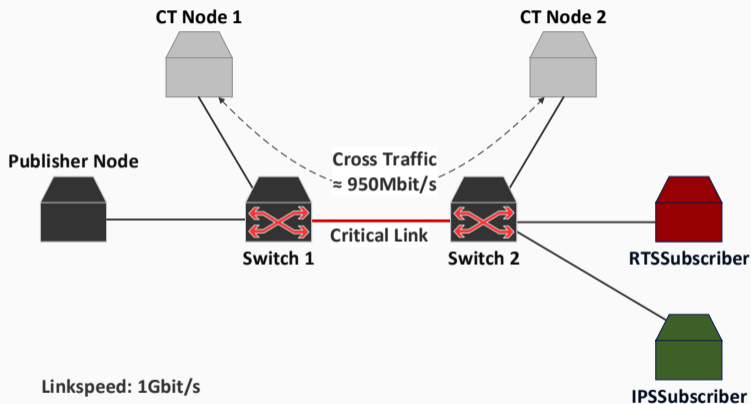 CT Node 1
CT Node 2
Publisher Node
Cross Traffic
≈ 950Mbit/s
Critical Link
Switch 1
Switch 2
RTSSubscriber
Linkspeed: 1Gbit/s
IPSSubscriber